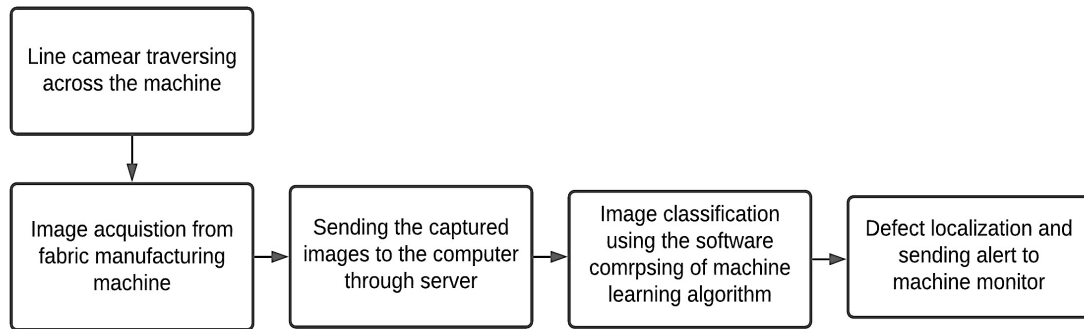 Line camear traversing
across the machine
Image acquistion from
fabric manufacturing
machine
Sending the captured
images to the computer
through server
Image classification
using the software
comrpsing of machine
learning algorithm
Defect localization and
sending alert to
machine monitor